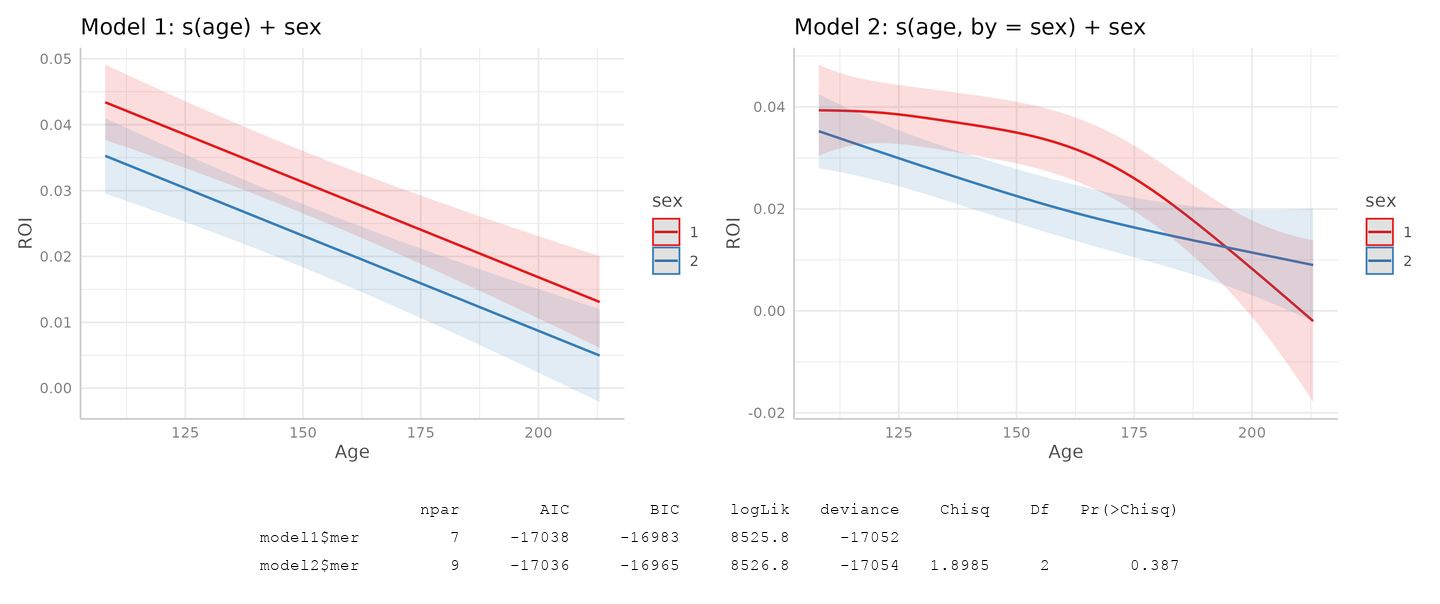 Model 1: s(age) + sex
0.05
0.04
0.03
0.02
0.01
0.00
ROI
125 150 175 200
Age
sex
1
2
Model 2: s(age, by = sex) + sex
0.04
0.02
0.00
-0.02
ROI
125 150 175 200
Age
sex
1
2
npar AIC BIC logLik deviance Chisq Df Pr(>Chisq)
model1$mer 7 -17038 -16983 8525.8 -17052
model2$mer 9 -17036 -16965 8526.8 -17054 1.8985 2 0.387